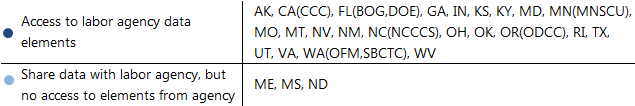 Access to labor agency data
elements
AK, CA(CCC), FL(BOG,DOE), GA, IN, KS, KY, MD, MN(MNSCU),
MO, MT, NV, NM, NC(NCCCS), OH, OK, OR(ODCC), RI, TX,
UT, VA, WA(OFM,SBCTC), WV
Share data with labor agency, but
no access to elements from agency
ME, MS, ND